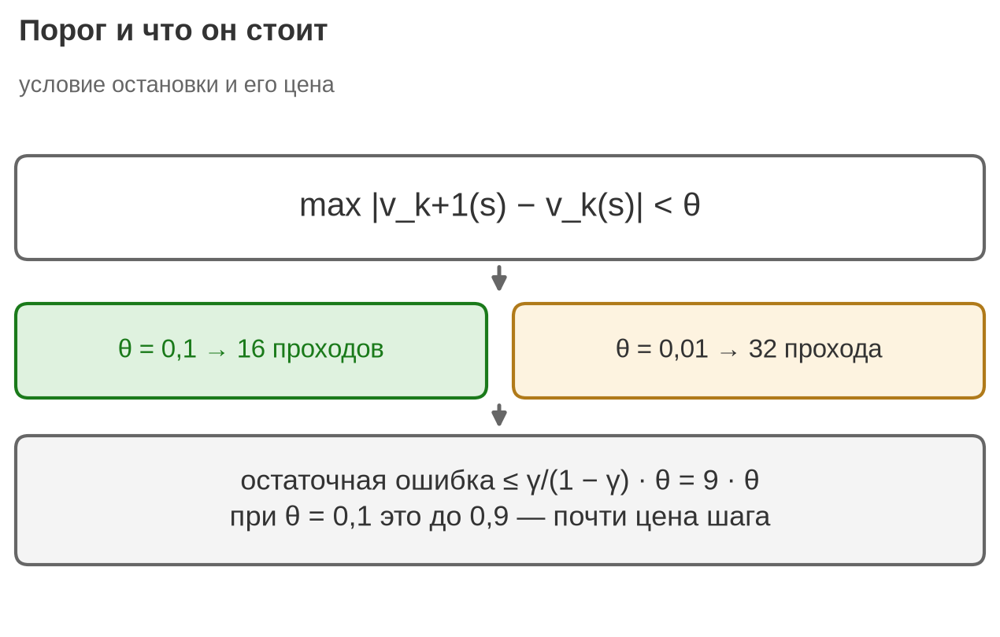 Порог и что он стоит
условие остановки и его цена
max |v_k+1(s) − v_k(s)| < θ
θ = 0,1 → 16 проходов
θ = 0,01 → 32 прохода
остаточная ошибка ≤ γ/(1 − γ) · θ = 9 · θ
при θ = 0,1 это до 0,9 — почти цена шага